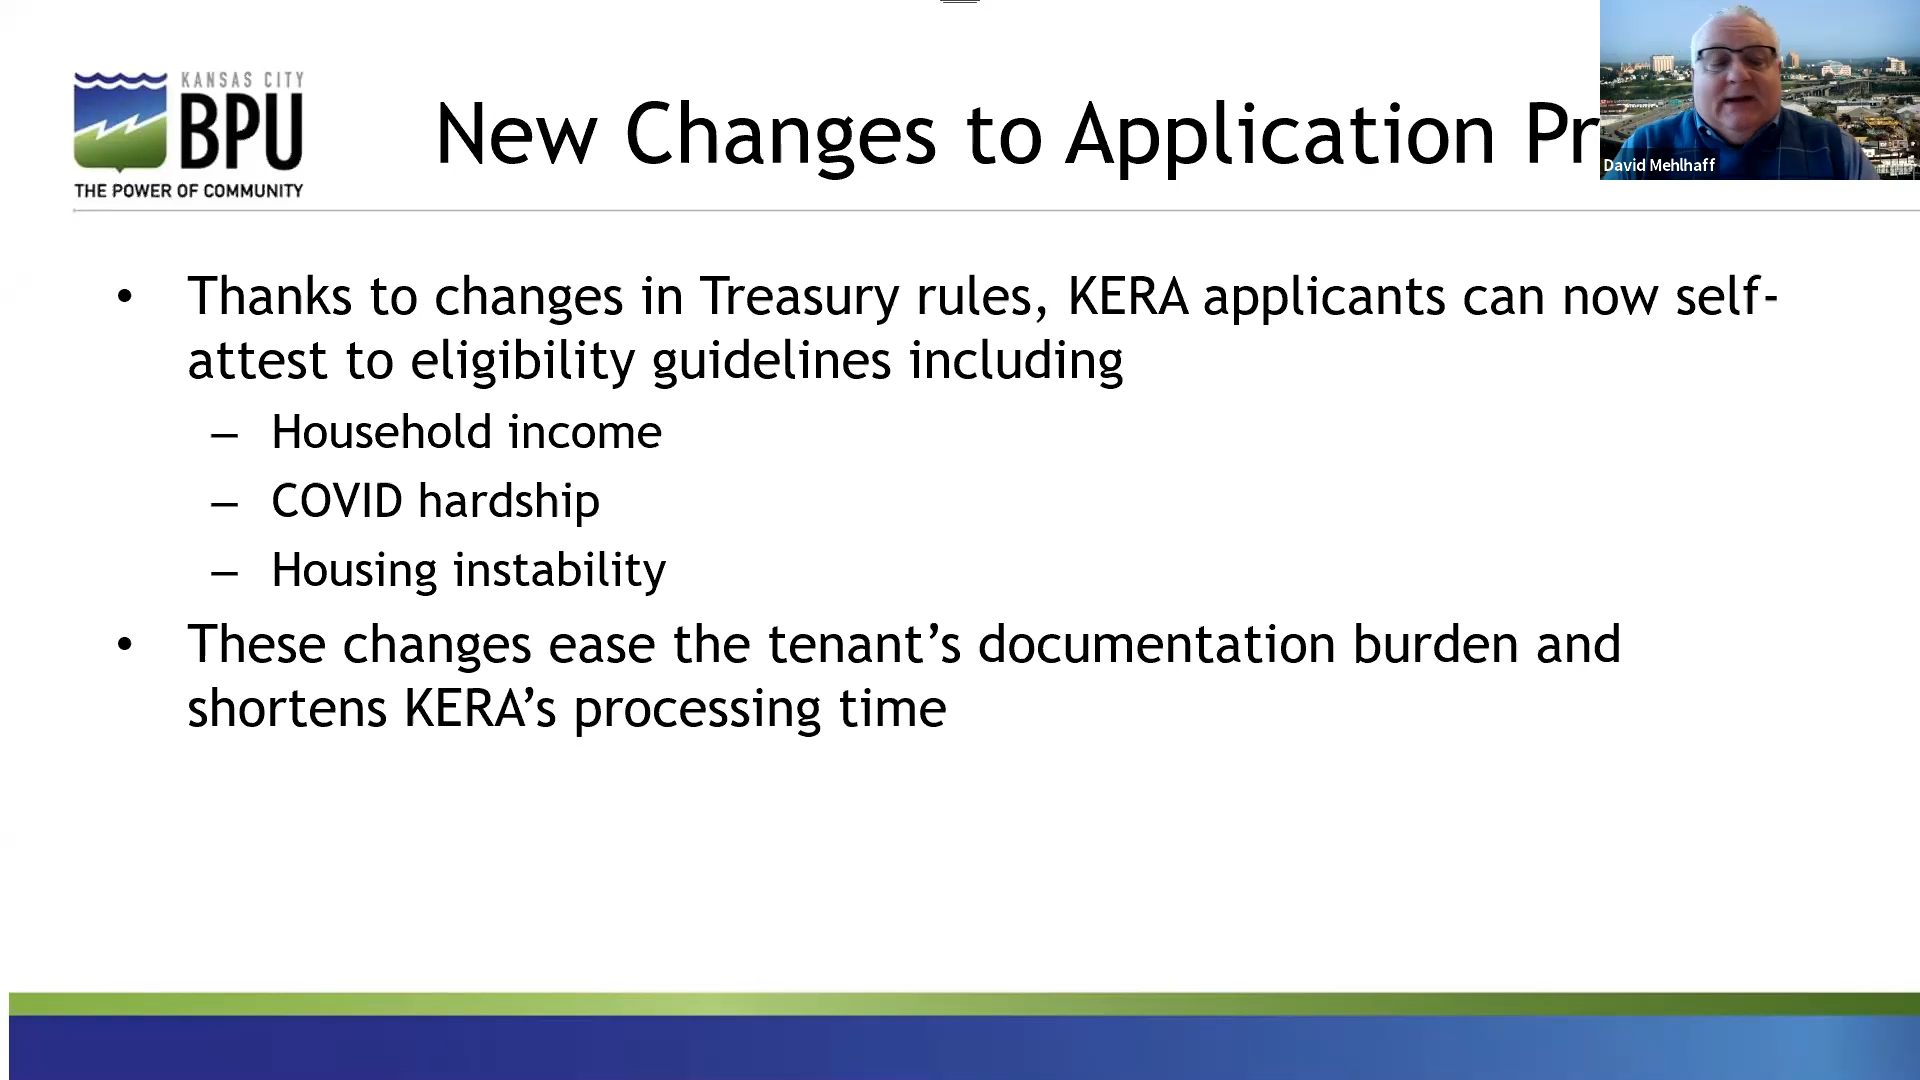 KANSAS CITY
BPU
THE POWER OF COMMUNITY
New Changes to Application Pr
David Mehlhaff
• Thanks to changes in Treasury rules, KERA applicants can now self-
attest to eligibility guidelines including
– Household income
– COVID hardship
– Housing instability
• These changes ease the tenant’s documentation burden and
shortens KERA’s processing time